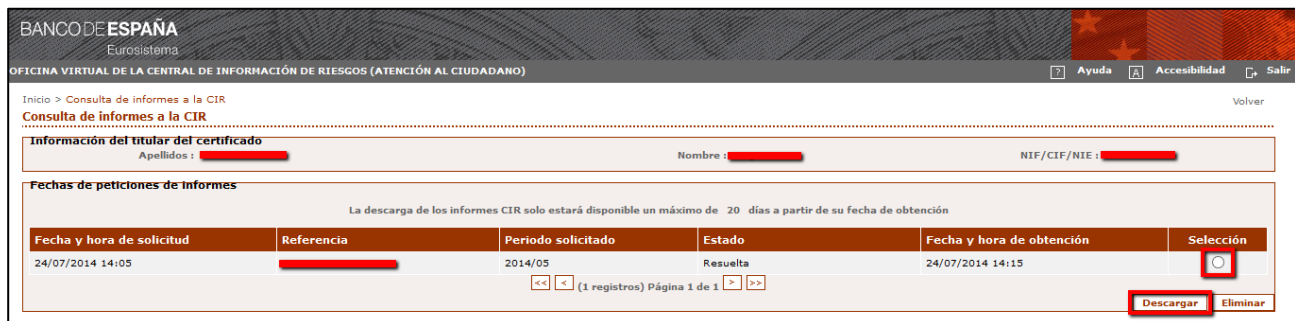 BANCODEESPAÑA
Eurosistema
OFICINA VIRTUAL DE LA CENTRAL DE INFORMACIÓN DE RIESGOS (ATENCIÓN AL CIUDADANO) ? Ayuda A Accesibilidad Salir
Inicio > Consulta de informes a la CIR Volver
Consulta de informes a la CIR
Información del titular del certificado
Apellidos : Nombre : NIF/CIF/NIE :
Fechas de peticiones de informes
La descarga de los informes CIR solo estará disponible un máximo de 20 días a partir de su fecha de obtención
Fecha y hora de solicitud Referencia Periodo solicitado Estado Fecha y hora de obtención Selección
24/07/2014 14:05 2014/05 Resuelta 24/07/2014 14:15
<< < (1 registros) Página 1 de 1 > >>
Descargar Eliminar